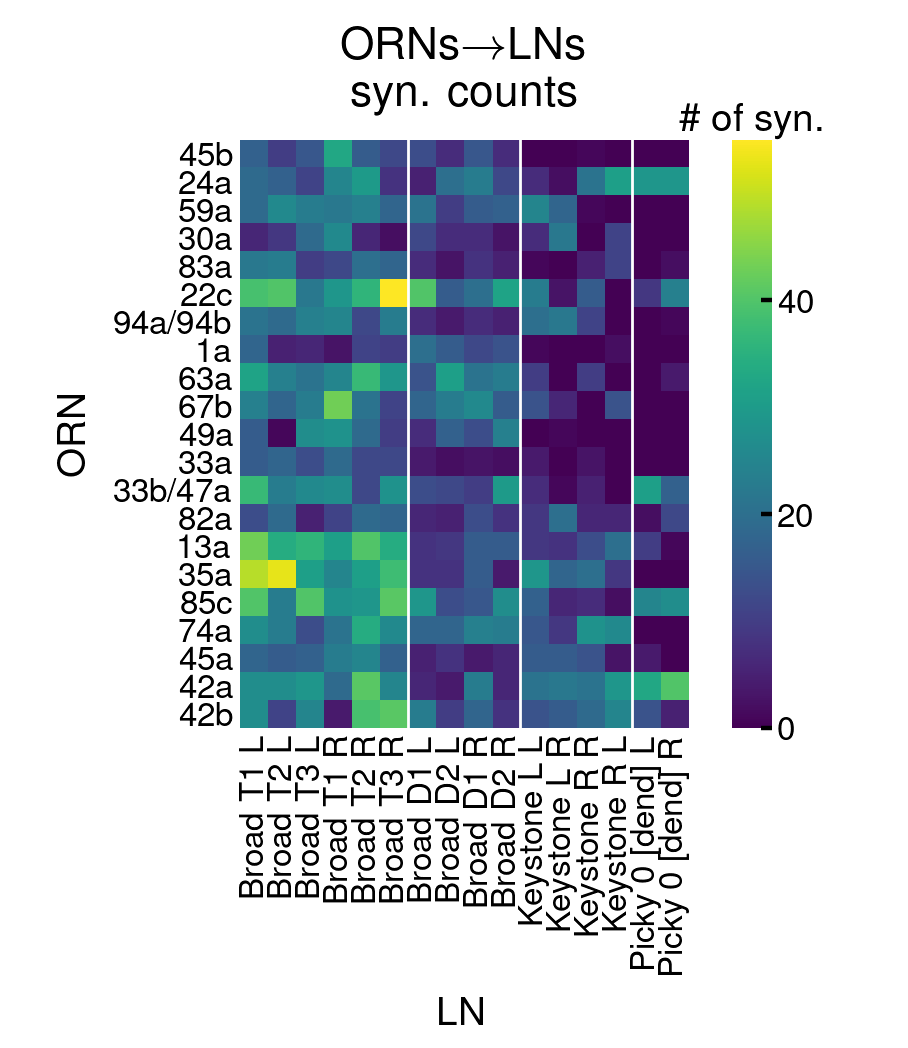 ORNs→LNs
syn. counts
# of syn.
45b
24a
59a
30a
83a
22c
94a/94b
1a
63a
67b
49a
33a
33b/47a
82a
13a
35a
85c
74a
45a
42a
42b
40
20
0
ORN
Broad T1 L
Broad T2 L
Broad T3 L
Broad T1 R
Broad T2 R
Broad T3 R
Broad D1 L
Broad D2 L
Broad D1 R
Broad D2 R
Keystone L L
Keystone L R
Keystone R R
Keystone R L
Picky 0 [dend] L
Picky 0 [dend] R
LN